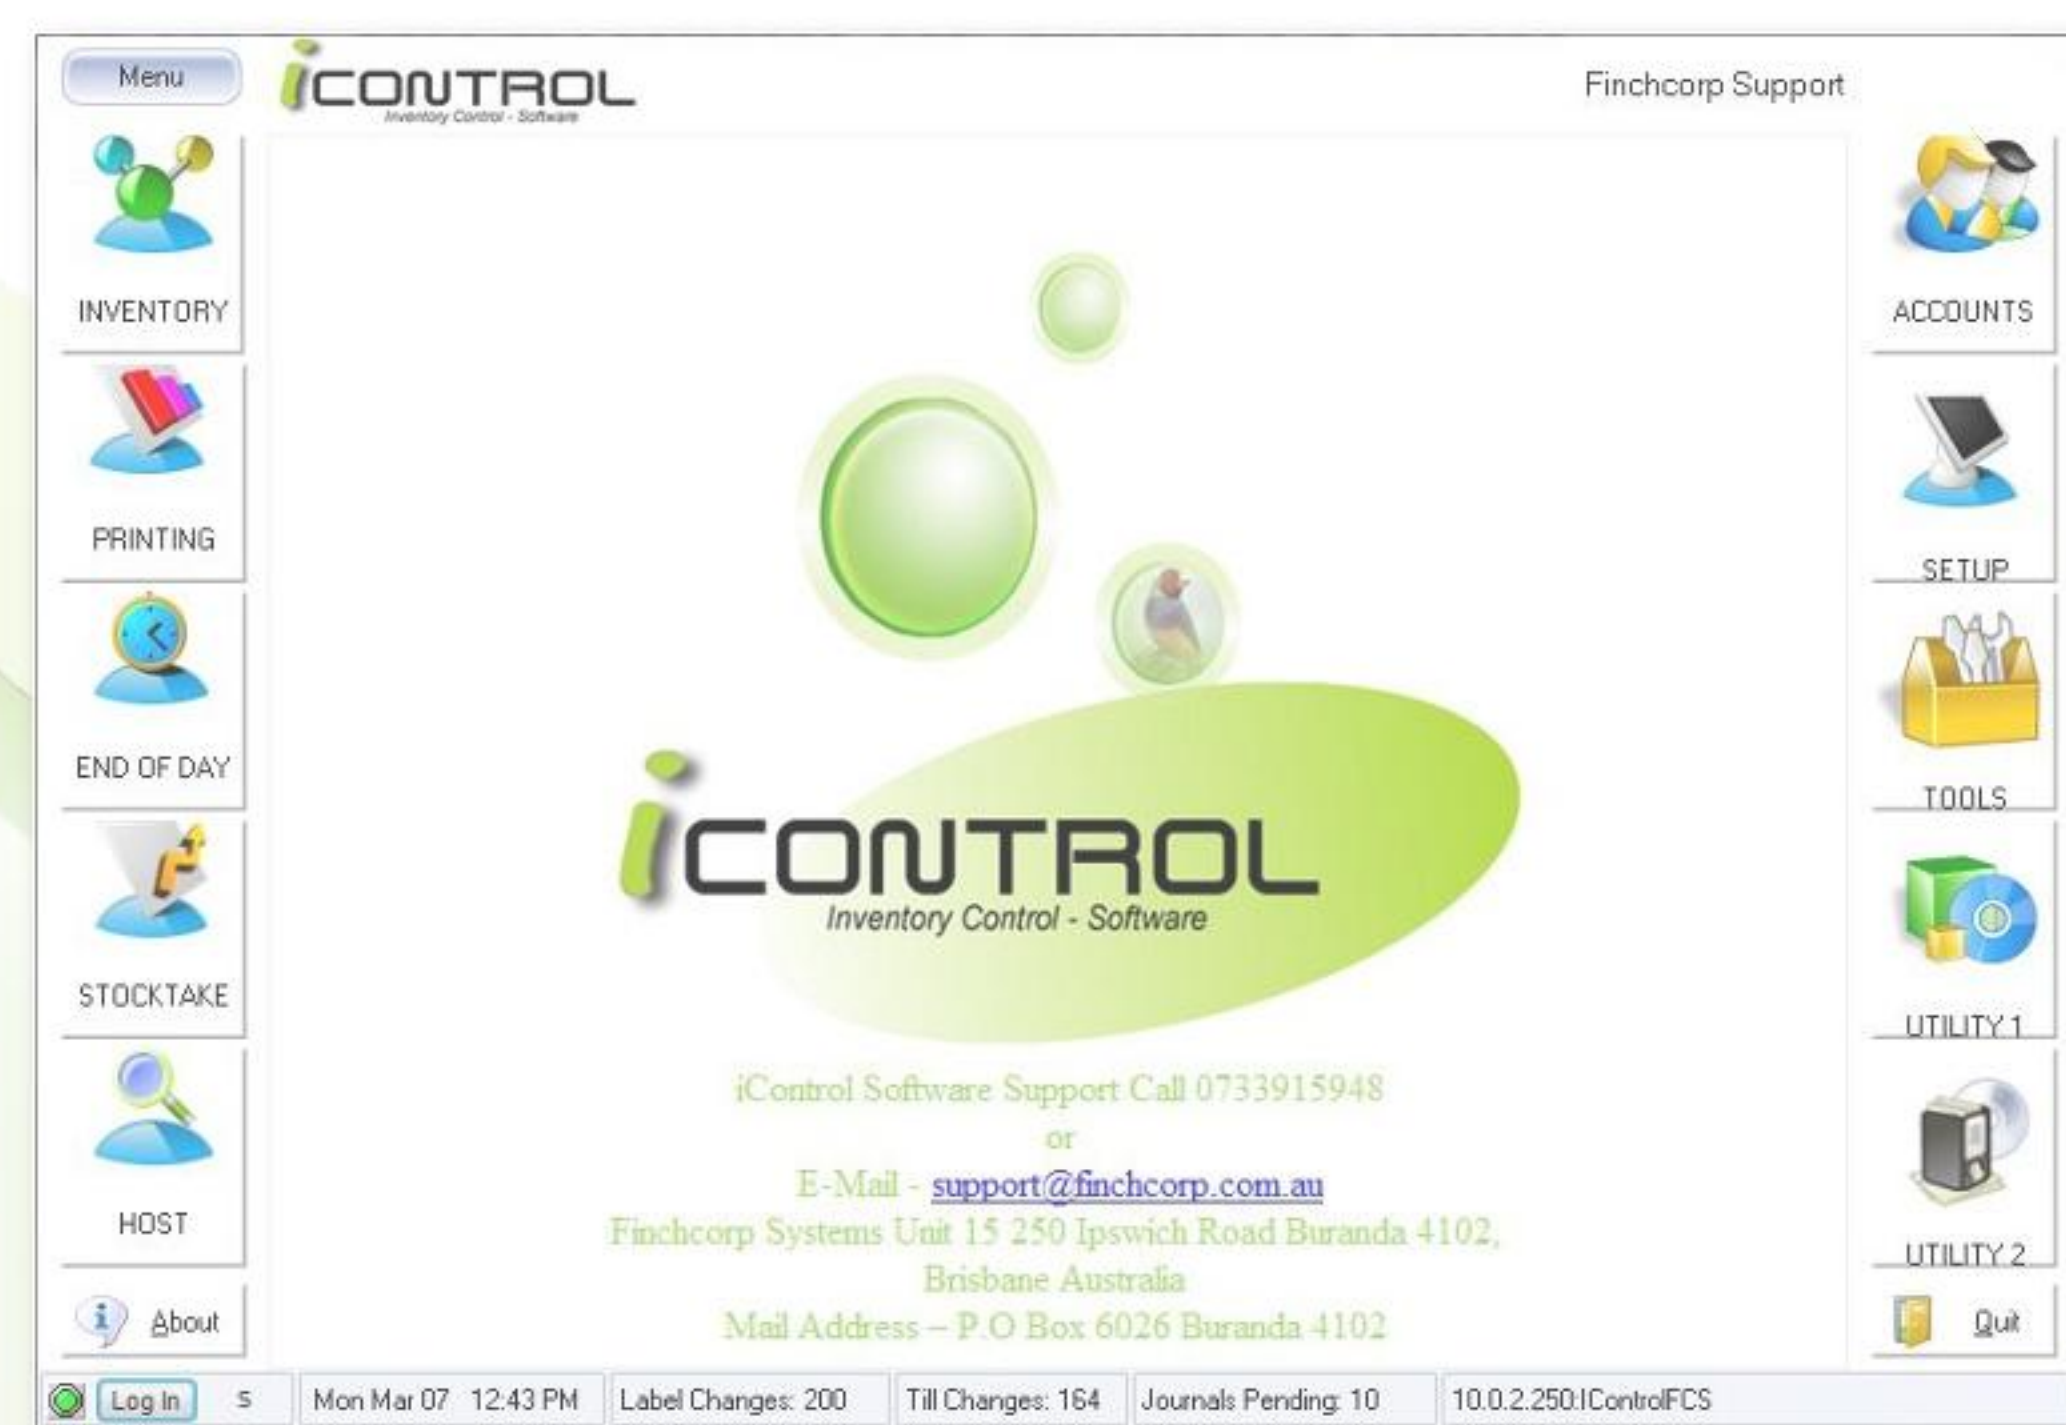 Menu
iCONTROL
Inventory Control - Software
Finchcorp Support
INVENTORY
PRINTING
END OF DAY
STOCKTAKE
HOST
About
ACCOUNTS
SETUP
TOOLS
UTILITY 1
UTILITY 2
Quit
iCONTROL
Inventory Control - Software
iControl Software Support Call 0733915948
or
E-Mail - support@finchcorp.com.au
Finchcorp Systems Unit 15 250 Ipswich Road Buranda 4102,
Brisbane Australia
Mail Address – P.O Box 6026 Buranda 4102
Log In S Mon Mar 07 12:43 PM Label Changes: 200 Till Changes: 164 Journals Pending: 10 10.0.2.250:IControlFCS